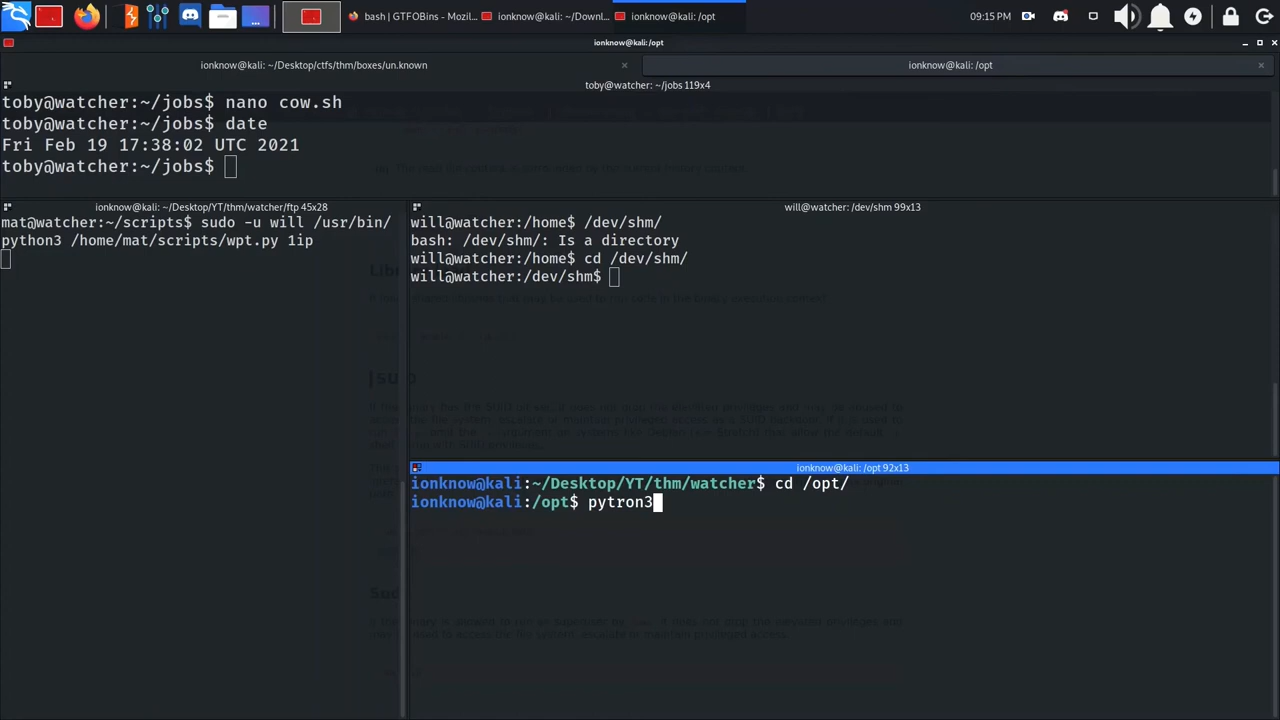 bash | GTFOBins - Mozil...
ionknow@kali: ~/Downl...
ionknow@kali: /opt
09:15 PM
ionknow@kali:/opt
ionknow@kali: ~/Desktop/ctfs/thm/boxes/un.known
ionknow@kali: /opt
toby@watcher: ~/jobs 119x4
toby@watcher:~/jobs$ nano cow.sh
toby@watcher:~/jobs$ date
Fri Feb 19 17:38:02 UTC 2021
toby@watcher:~/jobs$
ionknow@kali: ~/Desktop/YT/thm/watcher/ftp 45x28
mat@watcher:~/scripts$ sudo -u will /usr/bin/
python3 /home/mat/scripts/wpt.py 1ip
will@watcher: /dev/shm 99x13
will@watcher:/home$ /dev/shm/
bash: /dev/shm/: Is a directory
will@watcher:/home$ cd /dev/shm/
will@watcher:/dev/shm$
ionknow@kali: /opt 92x13
ionknow@kali:~/Desktop/YT/thm/watcher$ cd /opt/
ionknow@kali:/opt$ pytron3